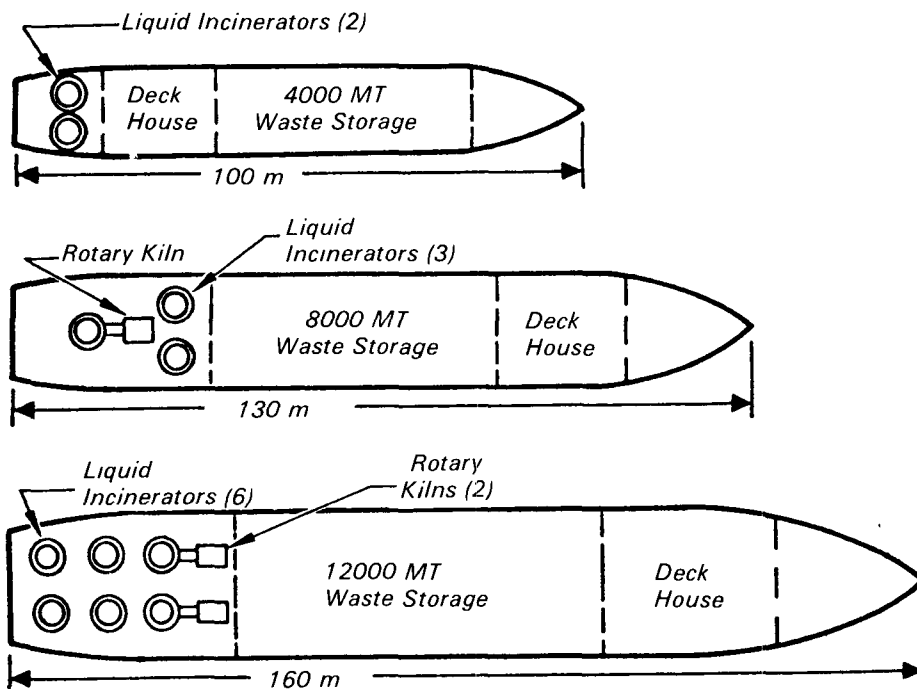 Liquid Incinerators (2)
Deck
House
4000 MT
Waste Storage
100 m
Rotary Kiln
Liquid
Incinerators (3)
8000 MT
Waste Storage
Deck
House
130 m
Liquid
Incinerators (6)
Rotary
Kilns (2)
12000 MT
Waste Storage
Deck
House
160 m